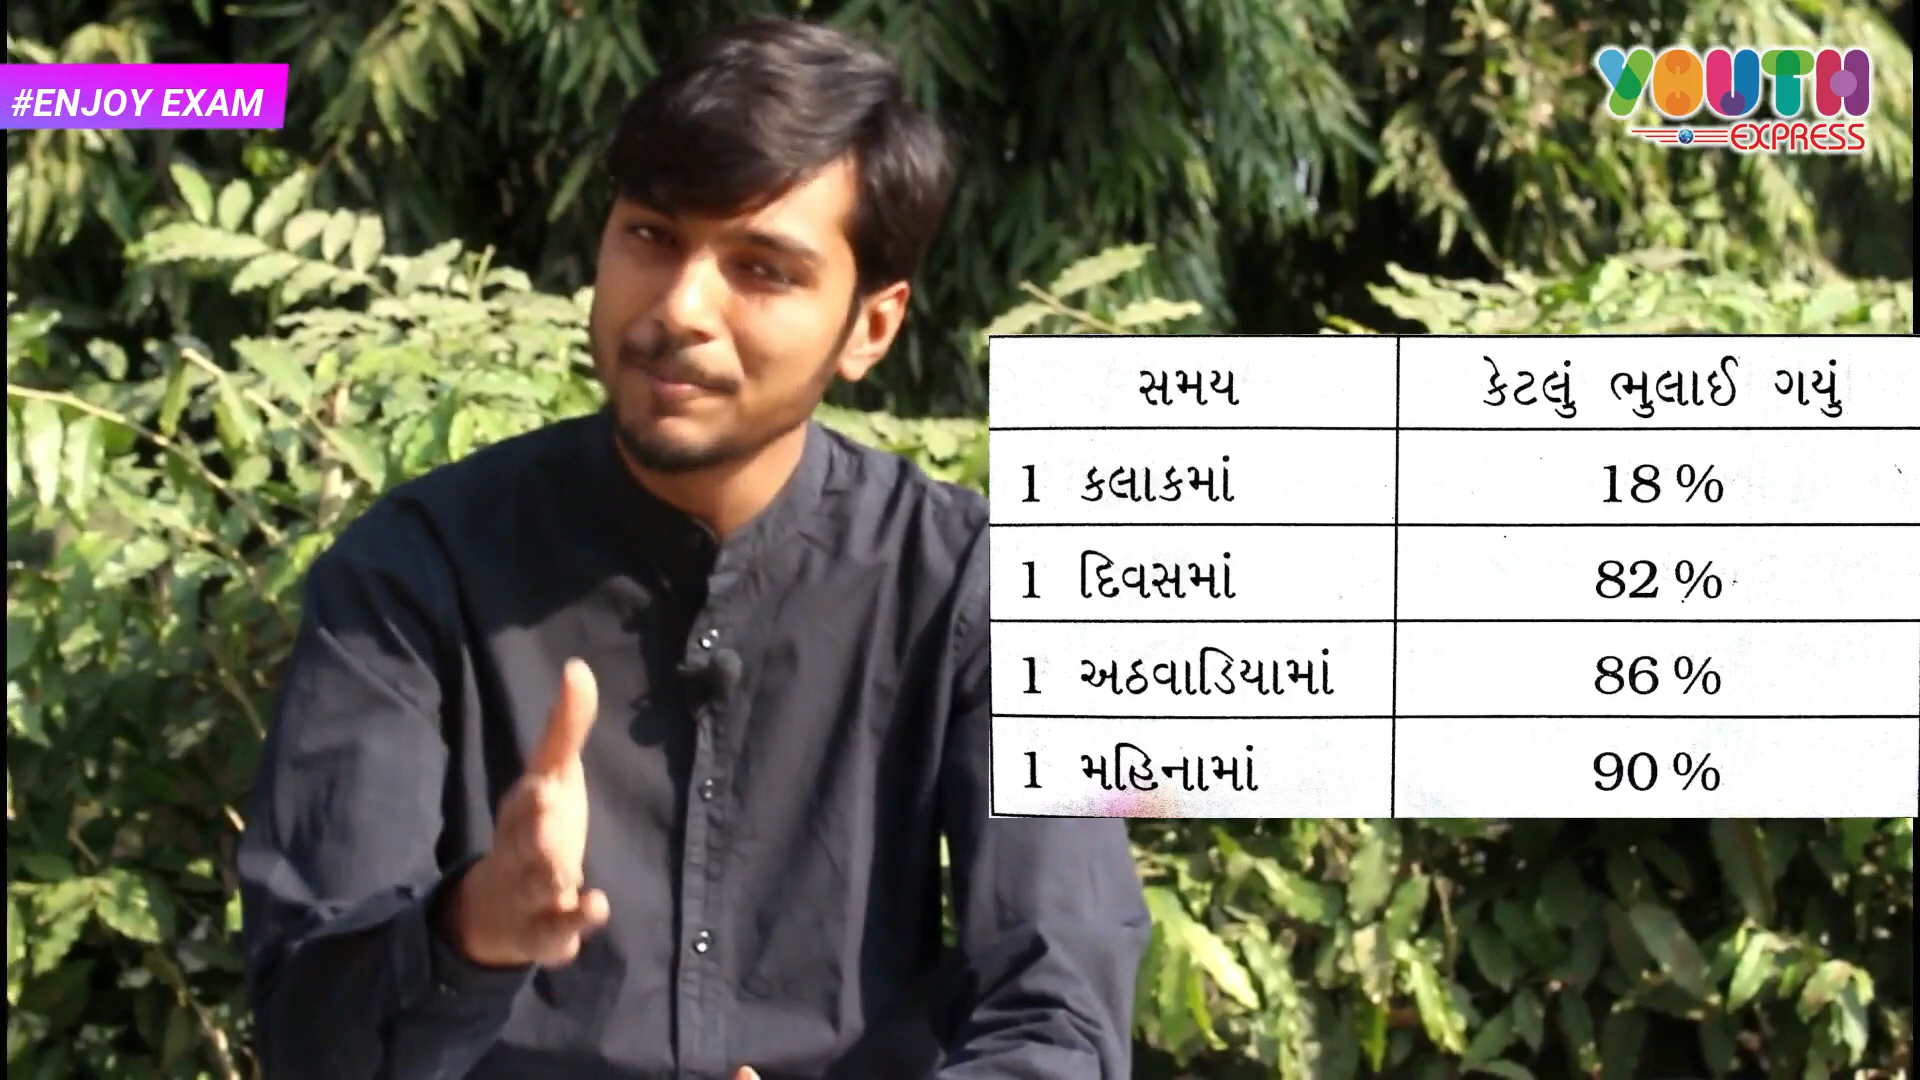 #ENJOY EXAM
YOUTH
EXPRESS
સમય કેટલું ભુલાઈ ગયું
1 કલાકમાં 18 %
1 દિવસમાં 82 %
1 અઠવાડિયામાં 86 %
1 મહિનામાં 90 %